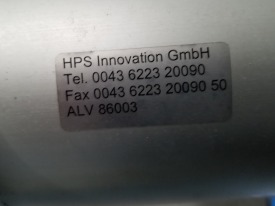 HPS Innovation GmbH
Tel. 0043 6223 20090
Fax 0043 6223 20090 50
ALV 86003